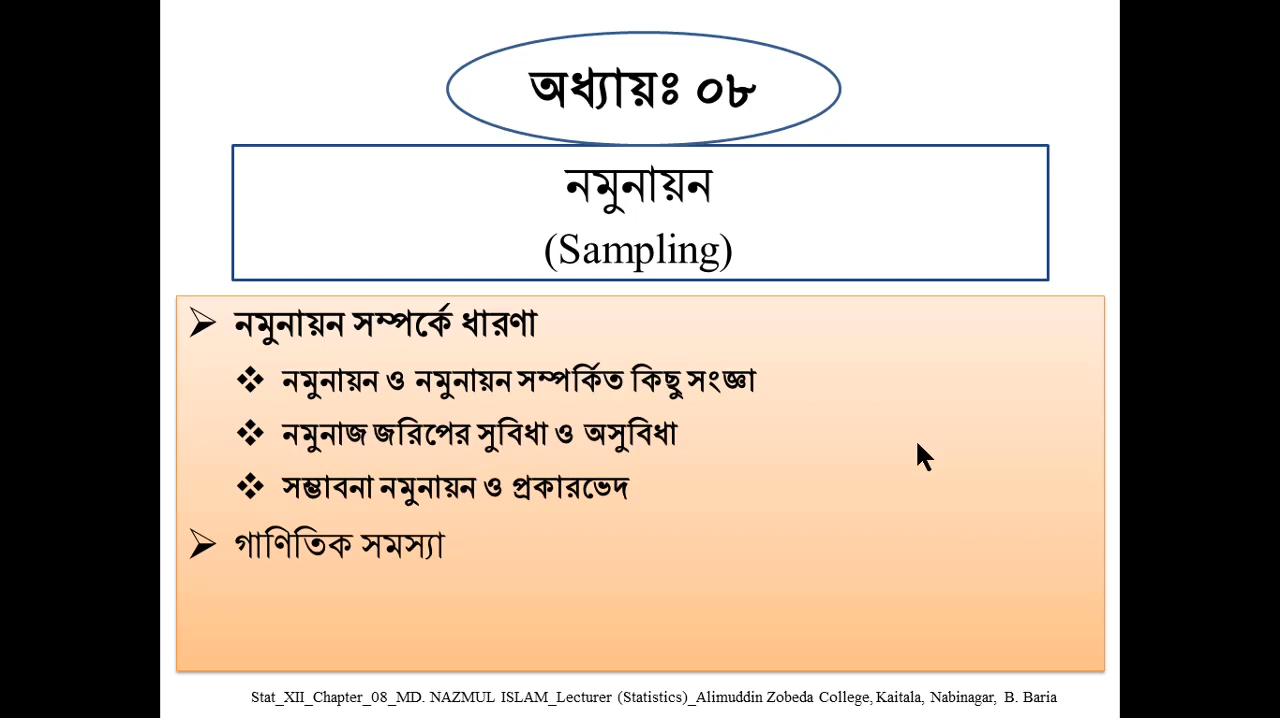 অধ্যায়ঃ ০৮
নমুনায়ন
(Sampling)
নমুনায়ন সম্পর্কে ধারণা
নমুনায়ন ও নমুনায়ন সম্পর্কিত কিছু সংজ্ঞা
নমুনাজ জরিপের সুবিধা ও অসুবিধা
সম্ভাবনা নমুনায়ন ও প্রকারভেদ
গাণিতিক সমস্যা
Stat_XII_Chapter_08_MD. NAZMUL ISLAM_Lecturer (Statistics)_Alimuddin Zobeda College, Kaitala, Nabinagar, B. Baria